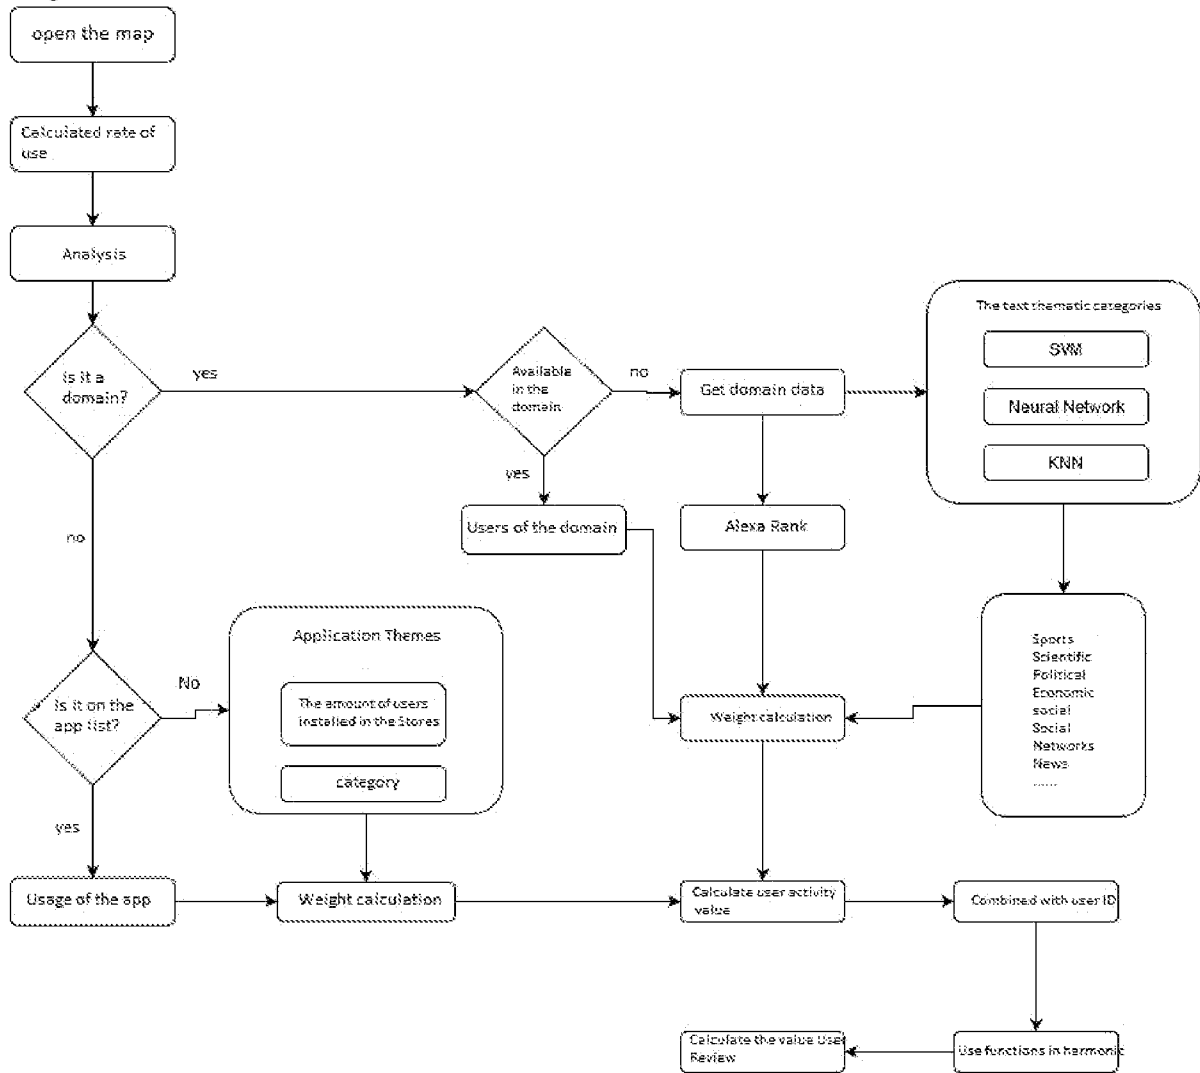 open the map
Calculated rate of
use
Analysis
Is it a
domain?
yes
no
Available
in the
domain
no
yes
Get domain data
The text thematic categories
SVM
Neural Network
KNN
Users of the domain
Alexa Rank
Sports
Scientific
Political
Economic
social
Social
Networks
News
......
Is it on the
app list?
No
yes
Application Themes
The amount of users
installed in the Stores
category
Weight calculation
Usage of the app
Weight calculation
Calculate user activity
value
Combined with user ID
Use functions in harmonic
Calculate the value User
Review